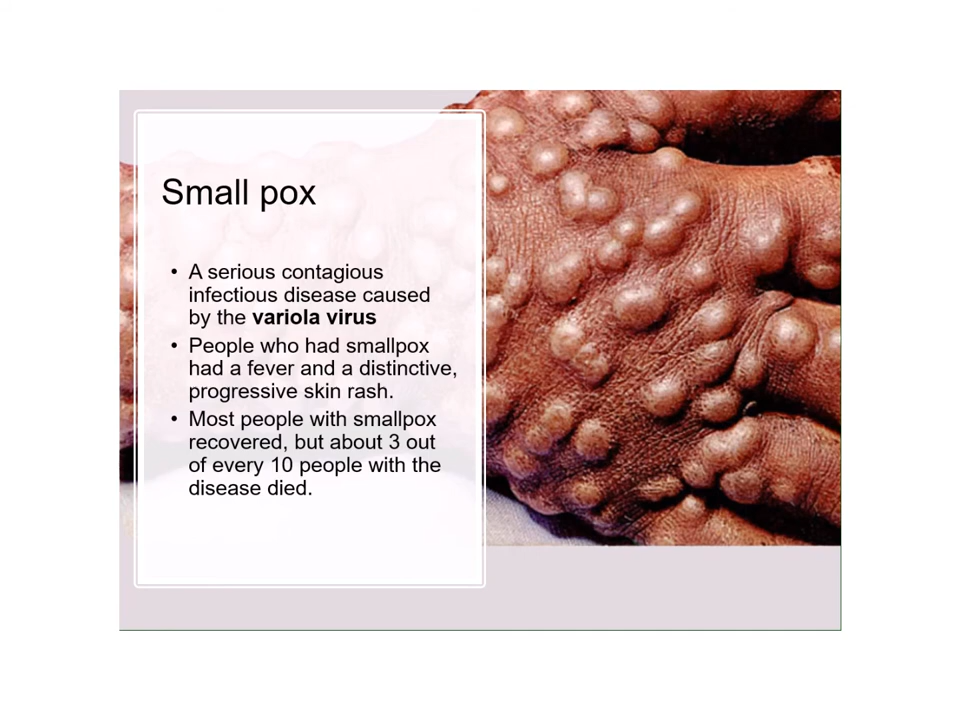 Small pox
• A serious contagious
infectious disease caused
by the variola virus
• People who had smallpox
had a fever and a distinctive,
progressive skin rash.
• Most people with smallpox
recovered, but about 3 out
of every 10 people with the
disease died.